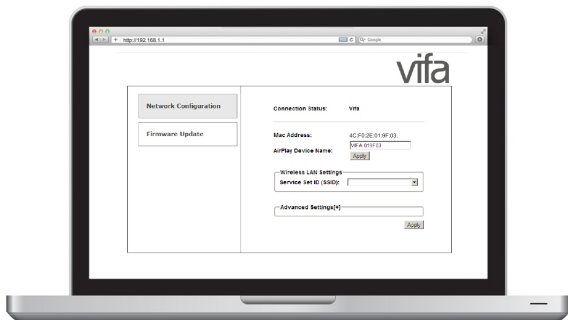 http://192.168.1.1
Google
vifa
Network Configuration
Firmware Update
Connection Status: Vifa
Mac Address: 4C:F0:2E:01:9F:03.
AirPlay Device Name: VIFA 019F03
Apply
Wireless LAN Settings
Service Set ID (SSID):
Advanced Settings[+]
Apply